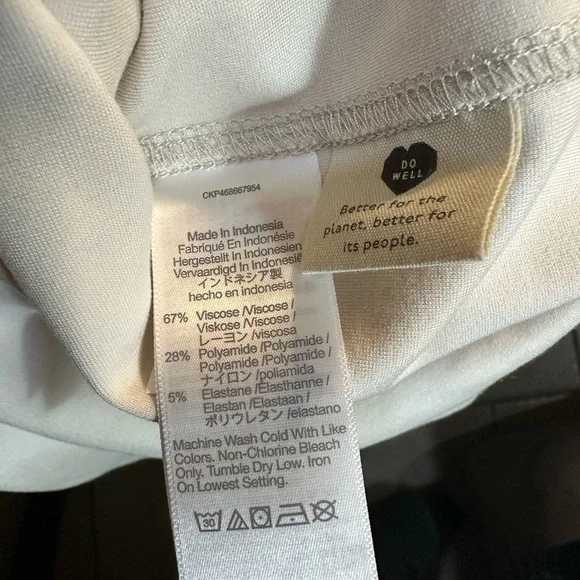 CKP468667954
Made In Indonesia
Fabriqué En Indonésie
Hergestellt In Indonesien
Vervaardigd In Indonesië
インドネシア製
hecho en indonesia
67% Viscose /Viscose /
Viskose /Viscose /
レーヨン /viscosa
28% Polyamide /Polyamide /
Polyamide /Polyamide /
ナイロン /poliamida
5% Elastane /Elasthanne /
Elastan /Elastaan /
ポリウレタン /elastano
Machine Wash Cold With Like
Colors. Non-Chlorine Bleach
Only. Tumble Dry Low. Iron
On Lowest Setting.
30
DO
WELL
Better for the
planet, better for
its people.